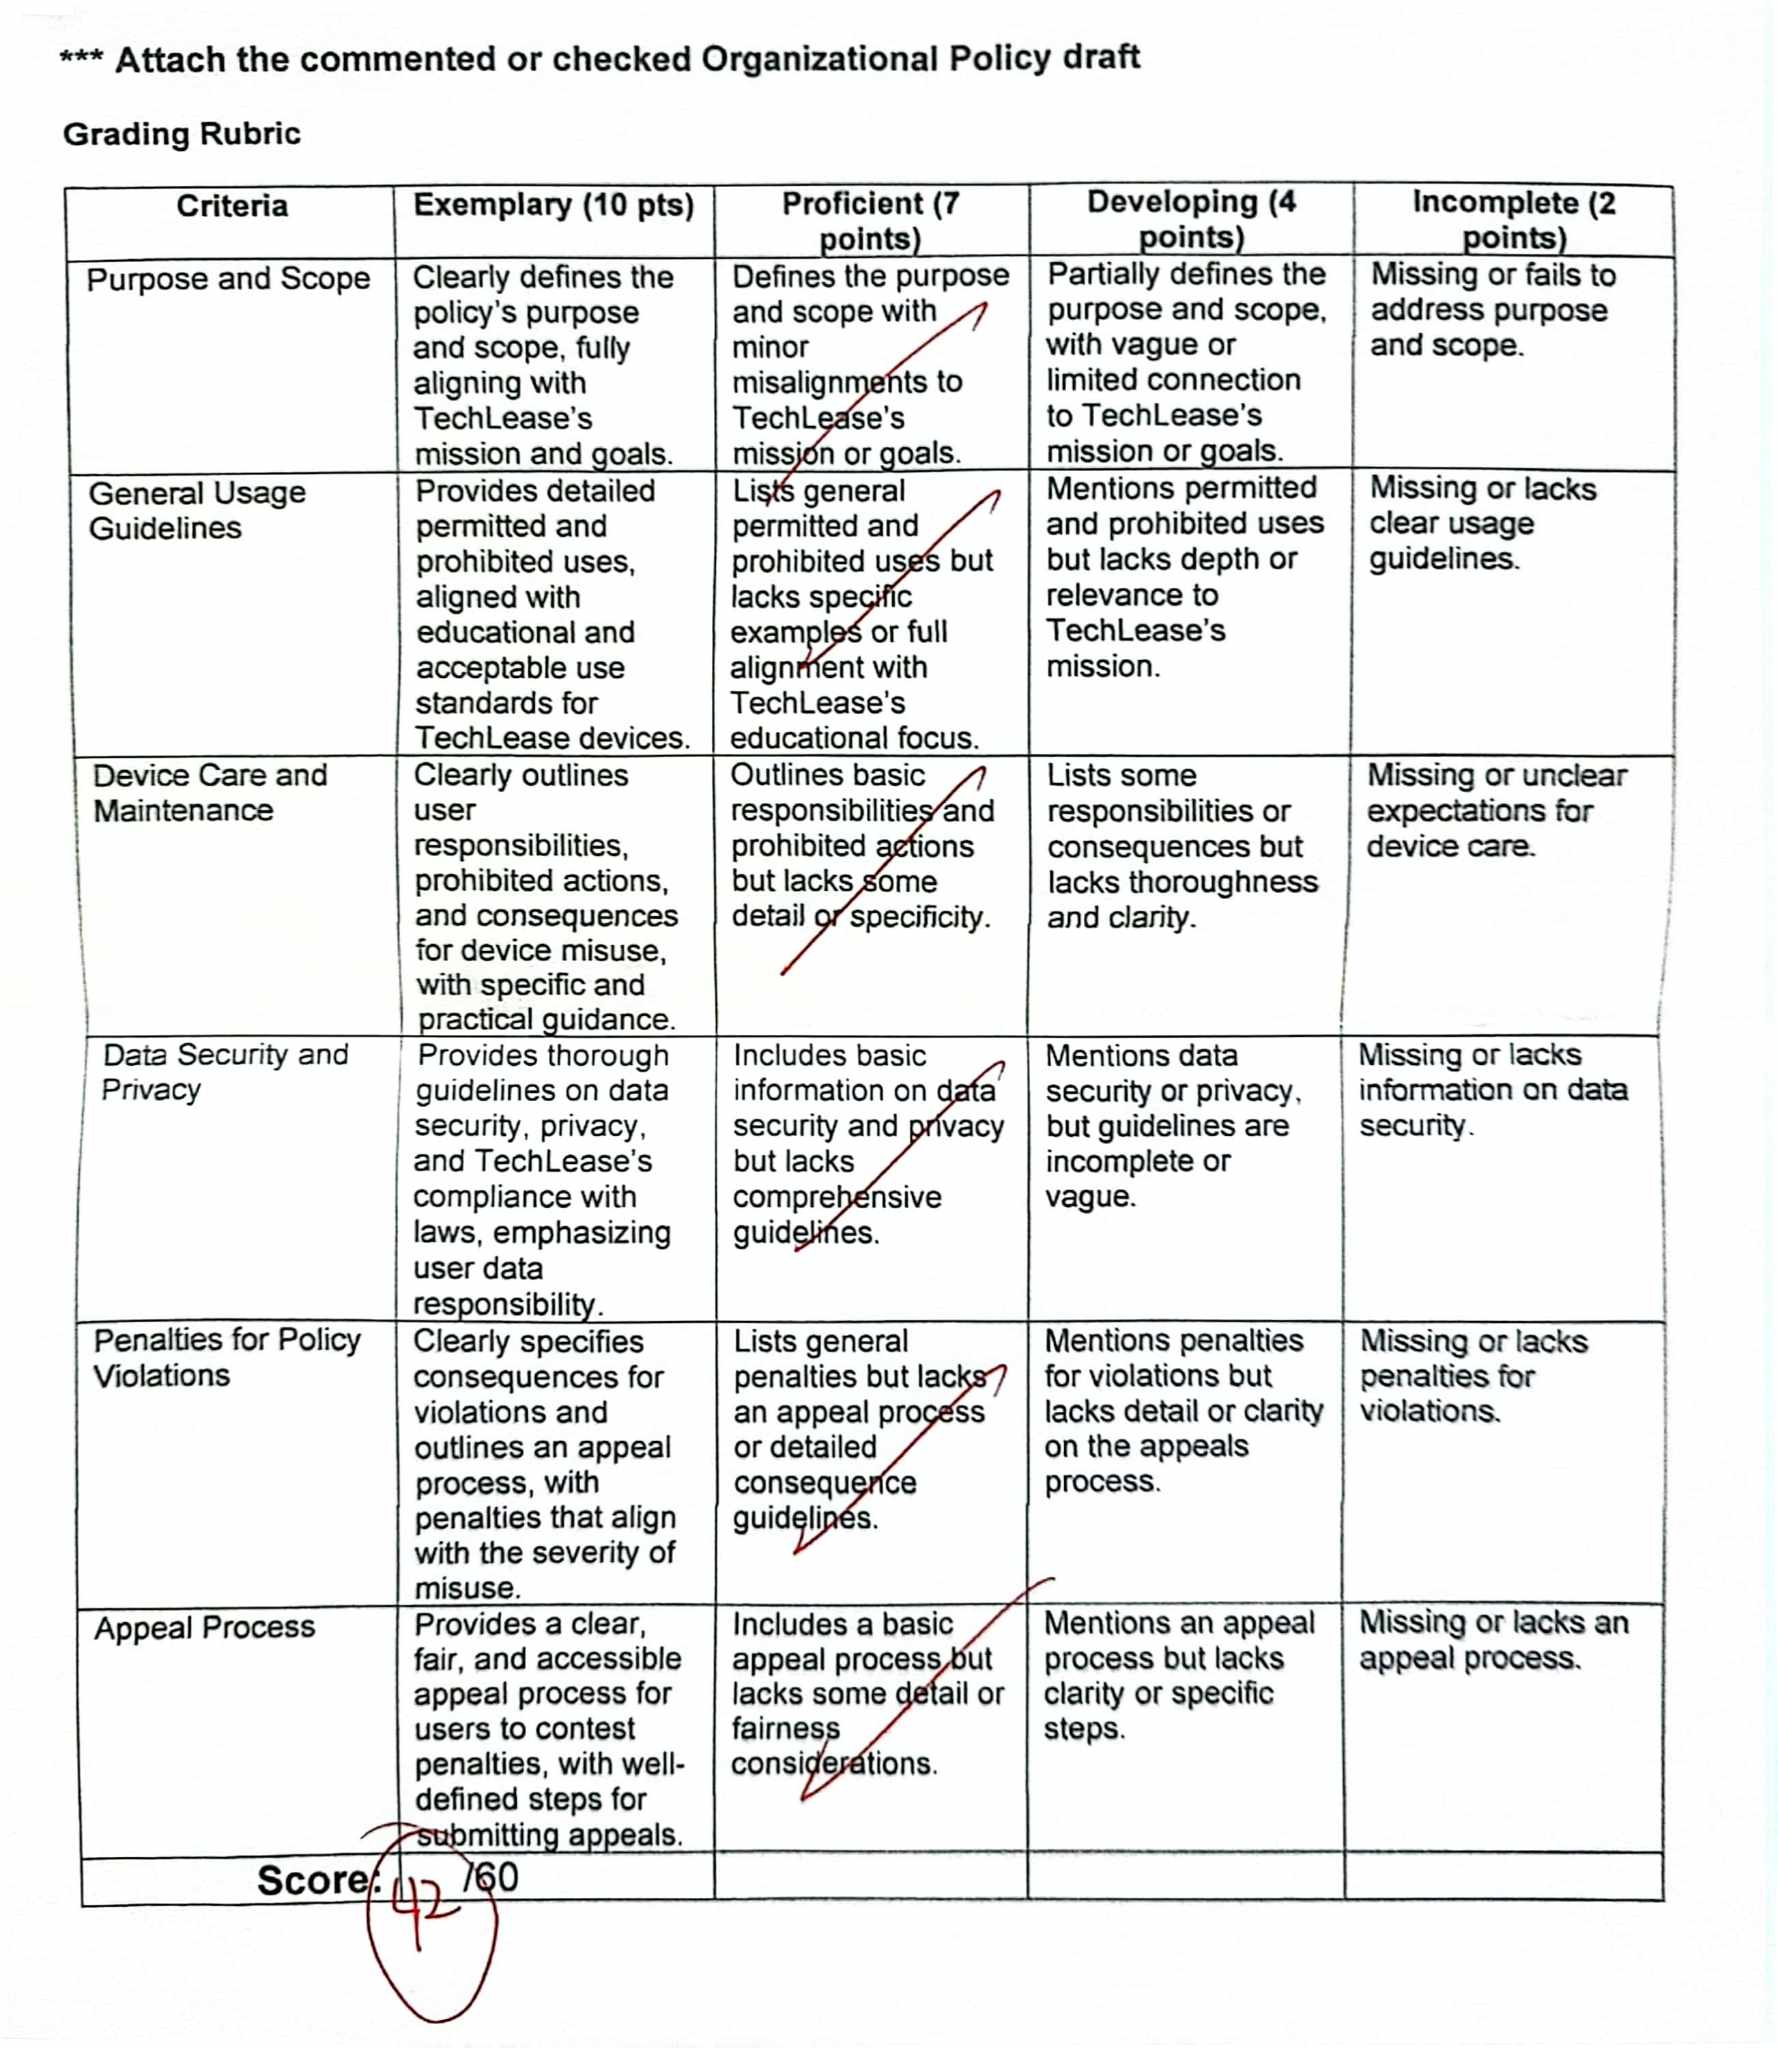 *** Attach the commented or checked Organizational Policy draft
Grading Rubric
Criteria
Exemplary (10 pts)
Proficient (7
points)
Developing (4
points)
Incomplete (2
points)
Purpose and Scope
Clearly defines the
policy's purpose
and scope, fully
aligning with
TechLease's
mission and goals.
Defines the purpose
and scope with
minor
misalignments to
TechLease's
mission or goals.
Partially defines the
purpose and scope,
with vague or
limited connection
to TechLease's
mission or goals.
Missing or fails to
address purpose
and scope.
General Usage
Guidelines
Provides detailed
permitted and
prohibited uses,
aligned with
educational and
acceptable use
standards for
TechLease devices.
Lists general
permitted and
prohibited uses but
lacks specific
examples or full
alignment with
TechLease's
educational focus.
Mentions permitted
and prohibited uses
but lacks depth or
relevance to
TechLease's
mission.
Missing or lacks
clear usage
guidelines.
Device Care and
Maintenance
Clearly outlines
user
responsibilities,
prohibited actions,
and consequences
for device misuse,
with specific and
practical guidance.
Outlines basic
responsibilities and
prohibited actions
but lacks some
detail or specificity.
Lists some
responsibilities or
consequences but
lacks thoroughness
and clarity.
Missing or unclear
expectations for
device care.
Data Security and
Privacy
Provides thorough
guidelines on data
security, privacy,
and TechLease's
compliance with
laws, emphasizing
user data
responsibility.
Includes basic
information on data
security and privacy
but lacks
comprehensive
guidelines.
Mentions data
security or privacy,
but guidelines are
incomplete or
vague.
Missing or lacks
information on data
security.
Penalties for Policy
Violations
Clearly specifies
consequences for
violations and
outlines an appeal
process, with
penalties that align
with the severity of
misuse.
Lists general
penalties but lacks
an appeal process
or detailed
consequence
guidelines.
Mentions penalties
for violations but
lacks detail or clarity
on the appeals
process.
Missing or lacks
penalties for
violations.
Appeal Process
Provides a clear,
fair, and accessible
appeal process for
users to contest
penalties, with well-
defined steps for
submitting appeals.
Includes a basic
appeal process but
lacks some detail or
fairness
considerations.
Mentions an appeal
process but lacks
clarity or specific
steps.
Missing or lacks an
appeal process.
Score: 42 /60